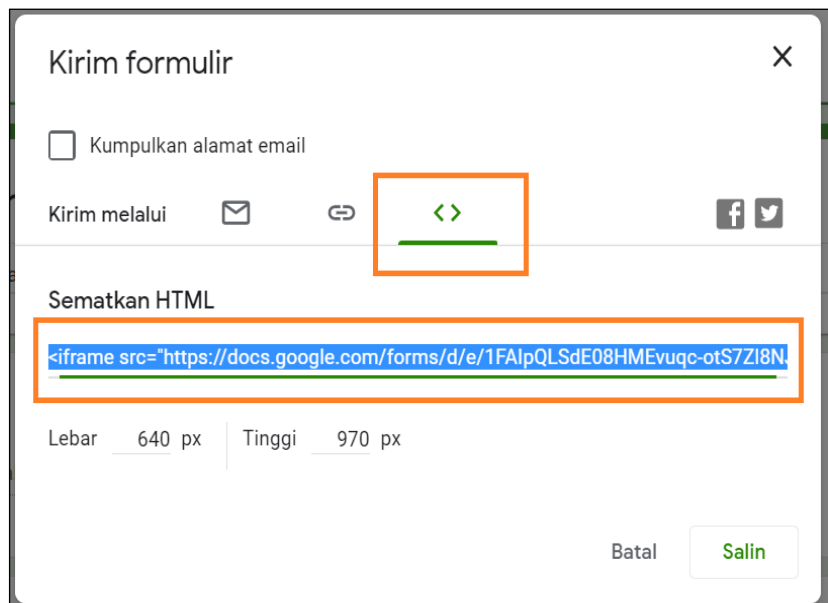 Kirim formulir
Kumpulkan alamat email
Kirim melalui
Sematkan HTML
<iframe src="https://docs.google.com/forms/d/e/1FAIpQLSdE08HMEvuqc-otS7ZI8N
Lebar 640 px Tinggi 970 px
Batal Salin